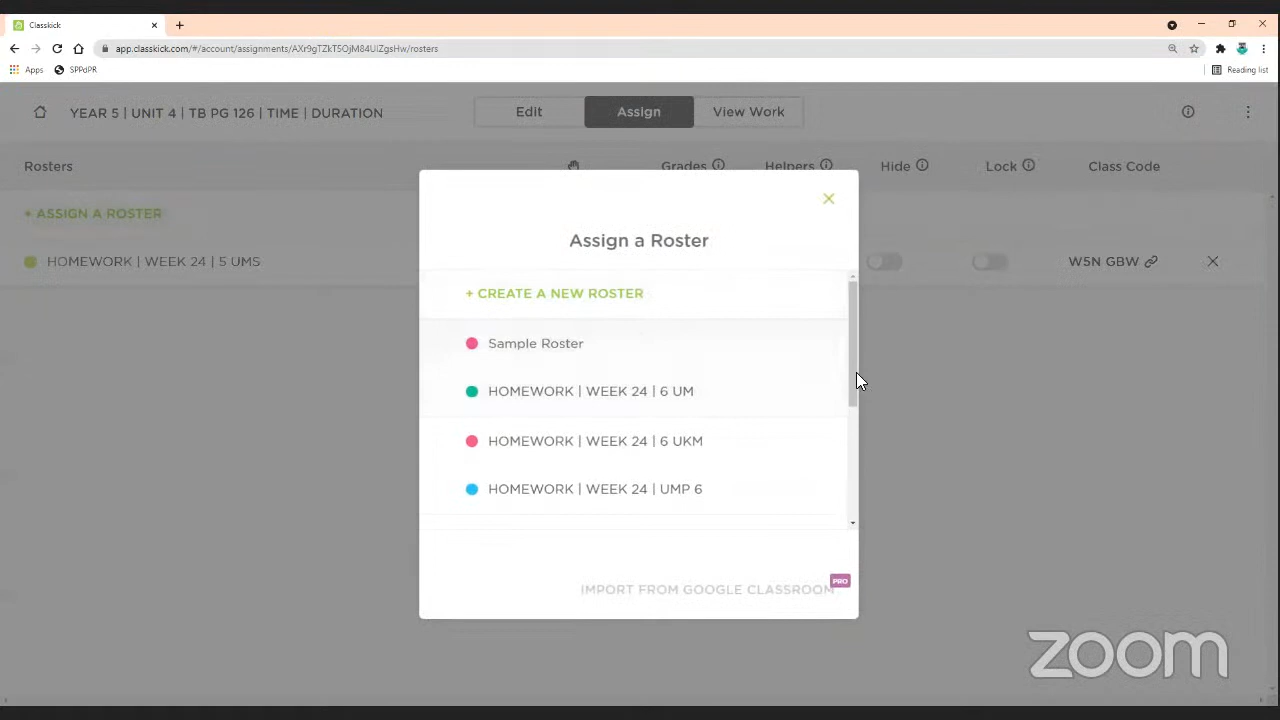 Classkick
app.classkick.com/#/account/assignments/AXr9gTZkT5OjM84UlZgsHw/rosters
Apps
SPPdPR
Reading list
YEAR 5 | UNIT 4 | TB PG 126 | TIME | DURATION
Edit
Assign
View Work
Rosters
Grades
Helpers
Hide
Lock
Class Code
+ ASSIGN A ROSTER
HOMEWORK | WEEK 24 | 5 UMS
W5N GBW
Assign a Roster
+ CREATE A NEW ROSTER
Sample Roster
HOMEWORK | WEEK 24 | 6 UM
HOMEWORK | WEEK 24 | 6 UKM
HOMEWORK | WEEK 24 | UMP 6
PRO
IMPORT FROM GOOGLE CLASSROOM
zoom